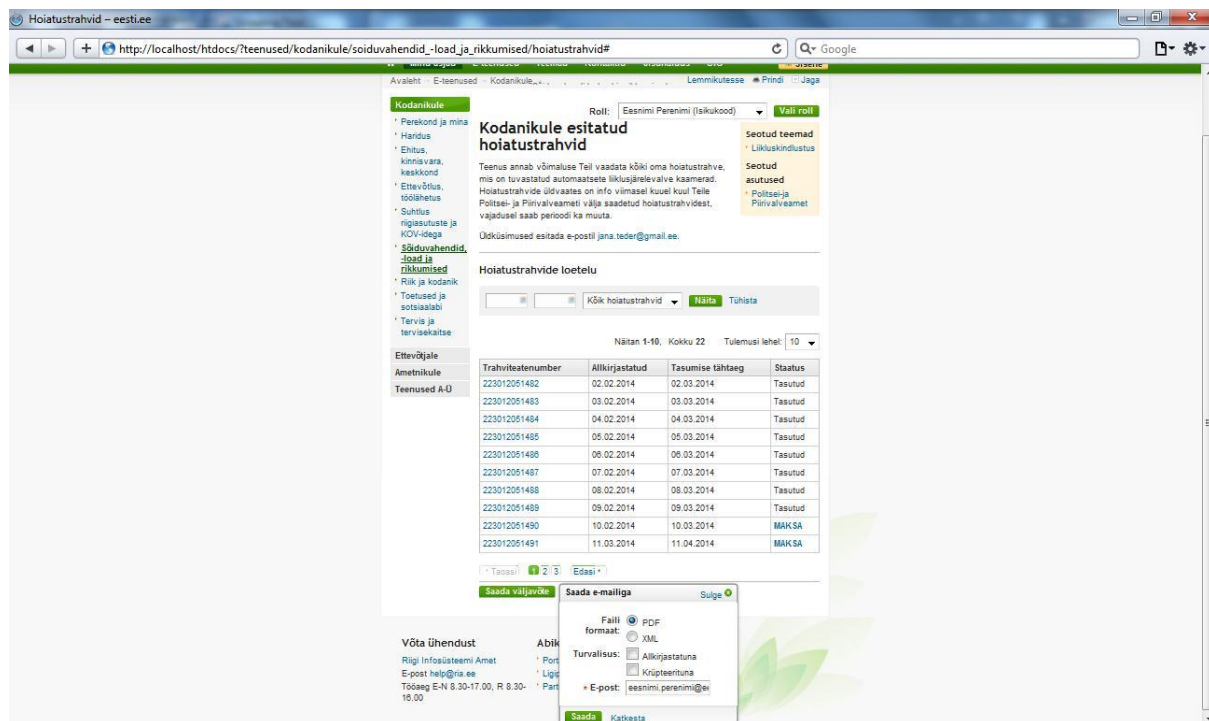 Hoiatustrahvid – eesti.ee
http://localhost/htdocs/?teenused/kodanikule/soiduvahendid_-load_ja_rikkumised/hoiatustrahvid#
Google
Avaleht E-teenused Kodanikule
Lemmikutesse Prindi Jaga
Kodanikule
Perekond ja mina
Haridus
Ehitus,
kinnisvara,
keskkond
Ettevõtlus,
töölähetus
Suhtlus
riigiasutuste ja
KOV-idega
Sõiduvahendid,
-load ja
rikkumised
Riik ja kodanik
Toetused ja
sotsiaalabi
Tervis ja
tervisekaitse
Ettevõtjale
Ametnikule
Teenused A-Ü
Roll: Eesnimi Perenimi (Isikukood) Vali roll
Kodanikule esitatud
hoiatustrahvid
Teenus annab võimaluse Teil vaadata kõiki oma hoiatustrahve,
mis on tuvastatud automaatsete liiklusjärelevalve kaamerad.
Hoiatustrahvide üldvaates on info viimasel kuuel kuul Teile
Politsei- ja Piirivalveameti välja saadetud hoiatustrahvidest,
vajadusel saab perioodi ka muuta.
Üldküsimused esitada e-postil jana.teder@gmail.ee.
Seotud teemad
Liikluskindlustus
Seotud
asutused
Politsei-ja
Piirivalveamet
Hoiatustrahvide loetelu
Kõik hoiatustrahvid Näita Tühista
Näitan 1-10, Kokku 22 Tulemusi lehel: 10
Trahviteatenumber Allkirjastatud Tasumise tähtaeg Staatus
223012051482 02.02.2014 02.03.2014 Tasutud
223012051483 03.02.2014 03.03.2014 Tasutud
223012051484 04.02.2014 04.03.2014 Tasutud
223012051485 05.02.2014 05.03.2014 Tasutud
223012051486 06.02.2014 06.03.2014 Tasutud
223012051487 07.02.2014 07.03.2014 Tasutud
223012051488 08.02.2014 08.03.2014 Tasutud
223012051489 09.02.2014 09.03.2014 Tasutud
223012051490 10.02.2014 10.03.2014 MAKSA
223012051491 11.03.2014 11.04.2014 MAKSA
Tagasi 1 2 3 Edasi
Saada väljavõte
Saada e-mailiga Sulge
Faili
formaat:
PDF
XML
Turvalisus: Allkirjastatuna
Krüpteerituna
* E-post: eesnimi.perenimi@ee
Saada Katkesta
Võta ühendust
Riigi Infosüsteemi Amet
E-post help@ria.ee
Tööaeg E-N 8.30-17.00, R 8.30-
16.00
Abik
Port
Ligip
Part